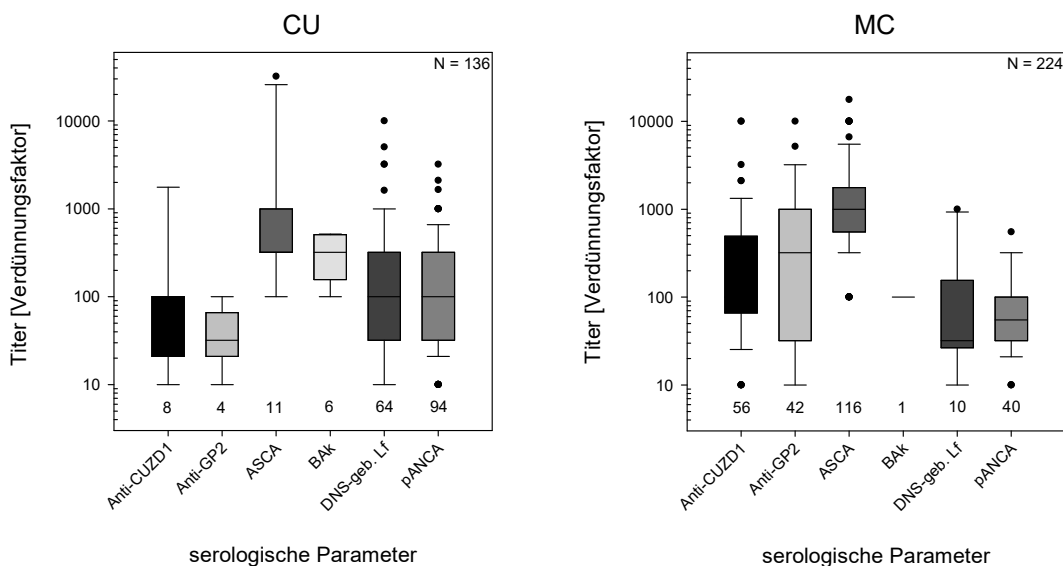 CU
N = 136
Titer [Verdünnungsfaktor]
10000
1000
100
10
8 4 11 6 64 94
Anti-CUZD1
Anti-GP2
ASCA
BAk
DNS-geb. Lf
pANCA
serologische Parameter
MC
N = 224
Titer [Verdünnungsfaktor]
10000
1000
100
10
56 42 116 1 10 40
Anti-CUZD1
Anti-GP2
ASCA
BAk
DNS-geb. Lf
pANCA
serologische Parameter